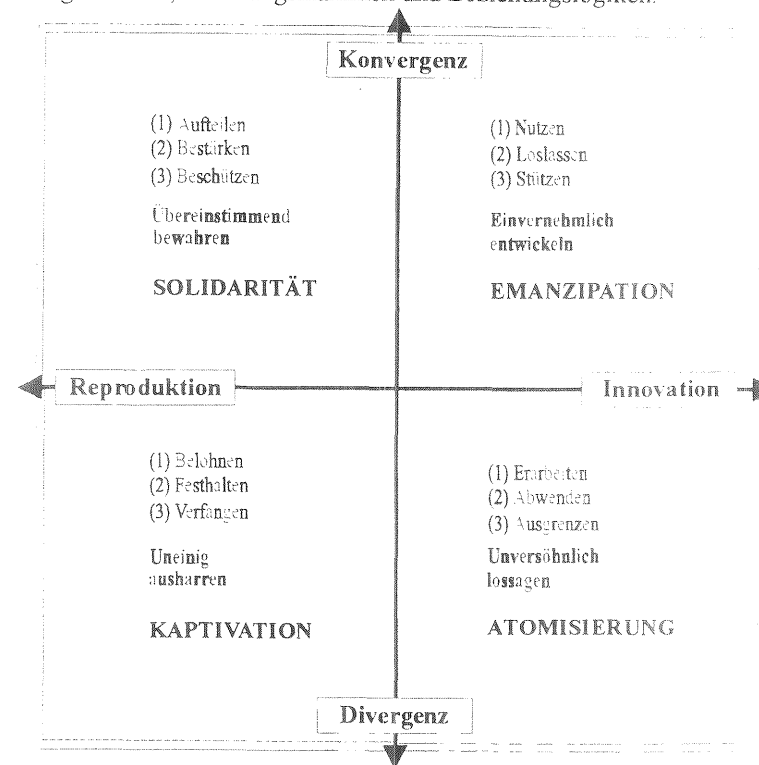 und Beziehungslogiken.
Konvergenz
(1) Aufteilen
(2) Bestärken
(3) Beschützen
Übereinstimmend
bewahren
SOLIDARITÄT
(1) Nutzen
(2) Loslassen
(3) Stützen
Einvernehmlich
entwickeln
EMANZIPATION
Reproduktion
Innovation
(1) Belohnen
(2) Festhalten
(3) Verfangen
Uneinig
ausharren
KAPTIVATION
(1) Erarbeiten
(2) Abwenden
(3) Ausgrenzen
Unversöhnlich
lossagen
ATOMISIERUNG
Divergenz